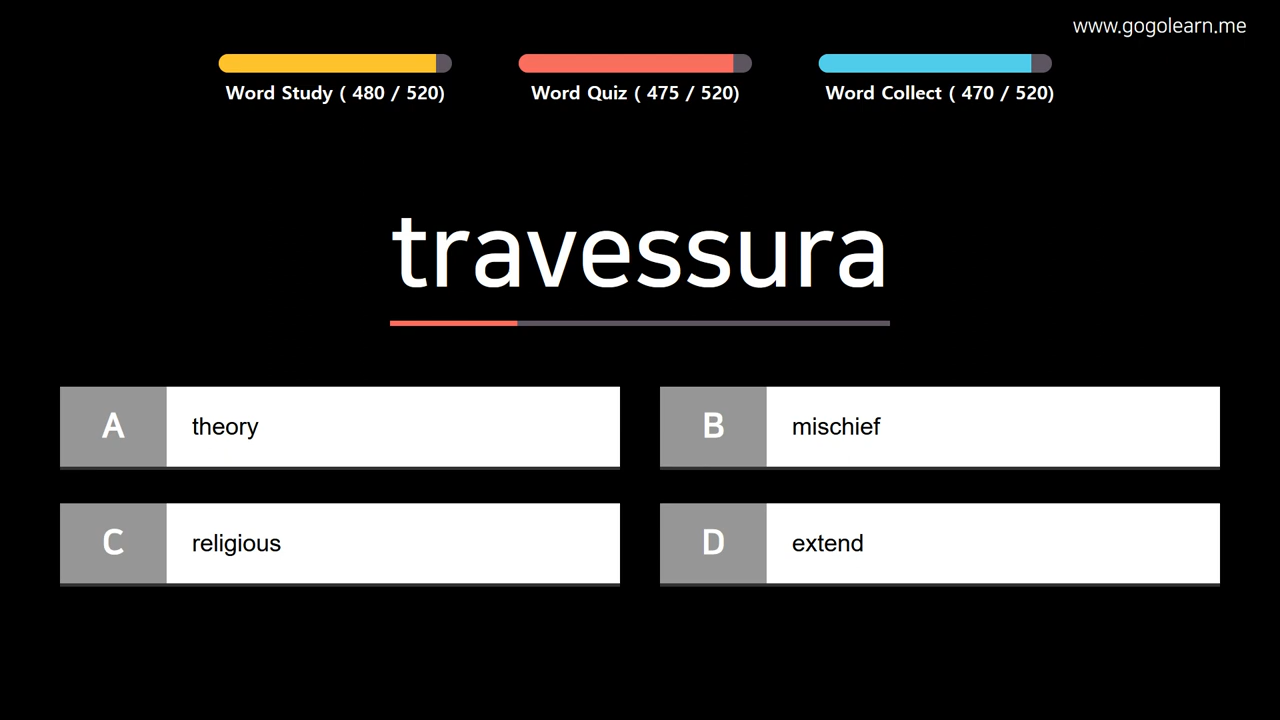 www.gogolearn.me
Word Study ( 480 / 520)
Word Quiz ( 475 / 520)
Word Collect ( 470 / 520)
travessura
A theory
B mischief
C religious
D extend